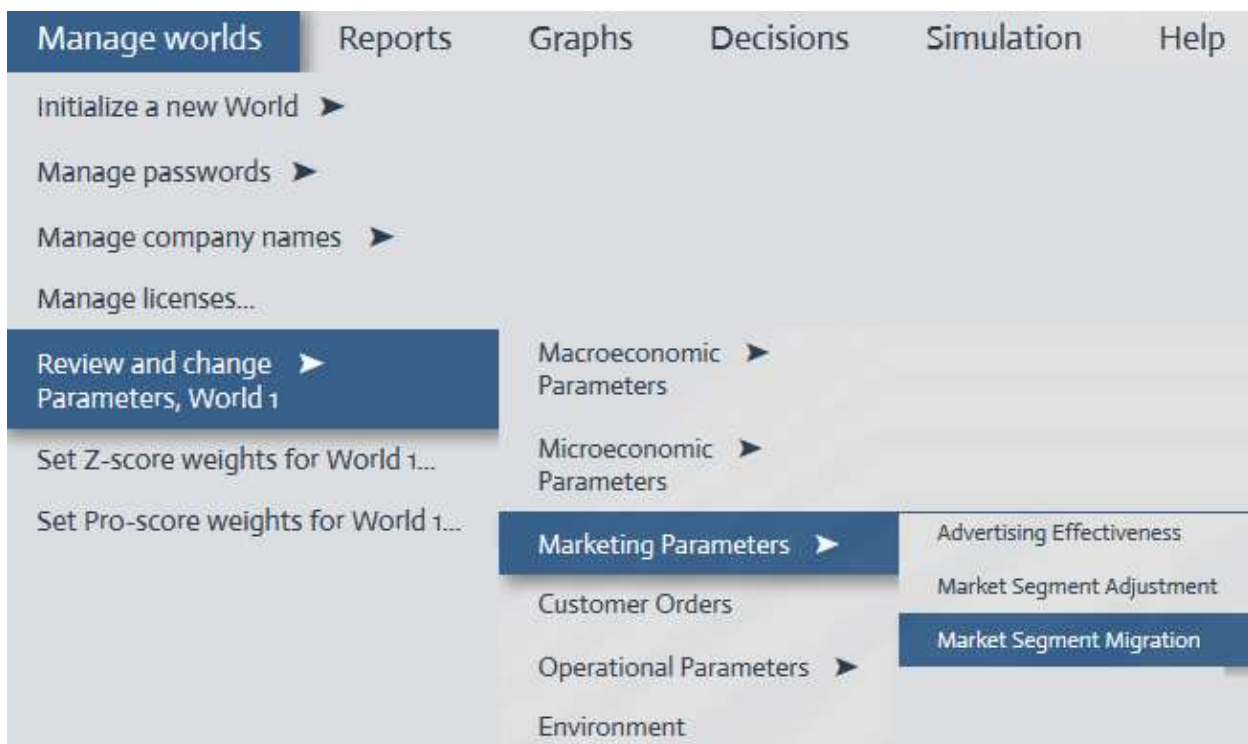 Manage worlds Reports Graphs Decisions Simulation Help
Initialize a new World ➤
Manage passwords ➤
Manage company names ➤
Manage licenses...
Review and change ➤
Parameters, World 1
Set Z-score weights for World 1...
Set Pro-score weights for World 1...
Macroeconomic ➤
Parameters
Microeconomic ➤
Parameters
Marketing Parameters ➤
Customer Orders
Operational Parameters ➤
Environment
Advertising Effectiveness
Market Segment Adjustment
Market Segment Migration